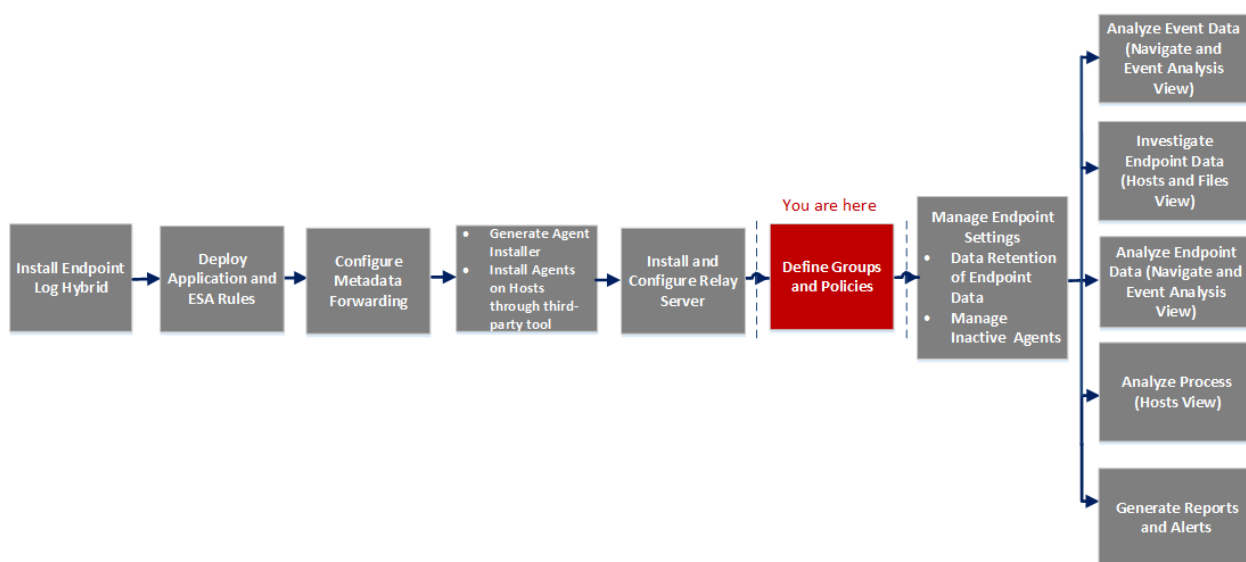 Install Endpoint
Log Hybrid
Deploy
Application and
ESA Rules
Configure
Metadata
Forwarding
• Generate Agent
Installer
• Install Agents
on Hosts
through third-
party tool
Install and
Configure Relay
Server
You are here
Define Groups
and Policies
Manage Endpoint
Settings
• Data Retention
of Endpoint
Data
• Manage
Inactive Agents
Analyze Event Data
(Navigate and
Event Analysis
View)
Investigate
Endpoint Data
(Hosts and Files
View)
Analyze Endpoint
Data (Navigate and
Event Analysis
View)
Analyze Process
(Hosts View)
Generate Reports
and Alerts